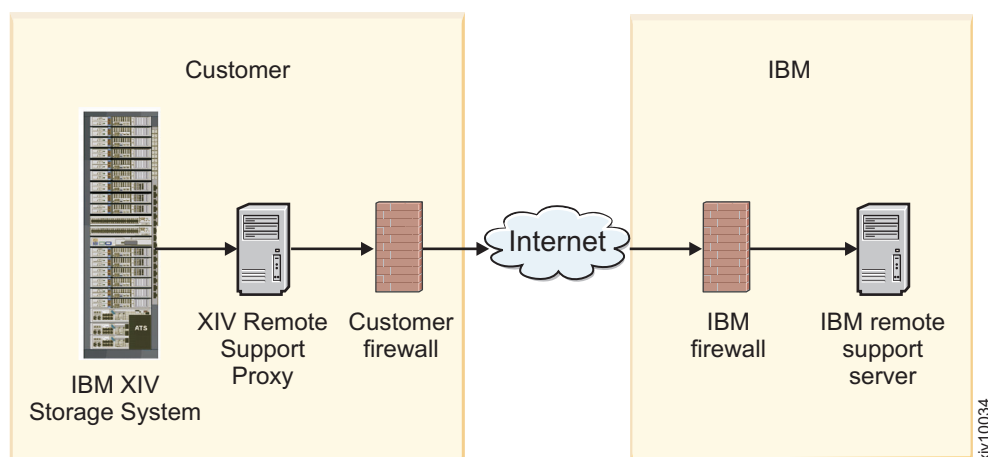 Customer
IBM
ATS
Internet
IBM XIV
Storage System
XIV Remote
Support
Proxy
Customer
firewall
IBM
firewall
IBM remote
support
server
xiv10034